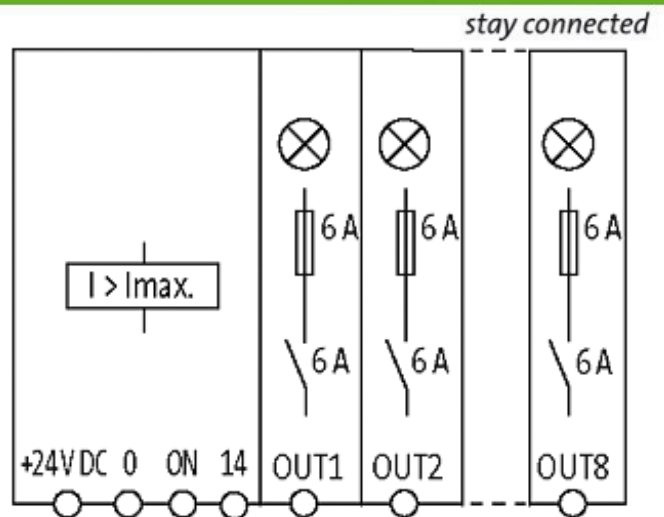 stay connected
6 A 6 A 6 A
I > Imax.
6 A 6 A 6 A
+24V DC 0 ON 14 OUT1 OUT2 OUT8